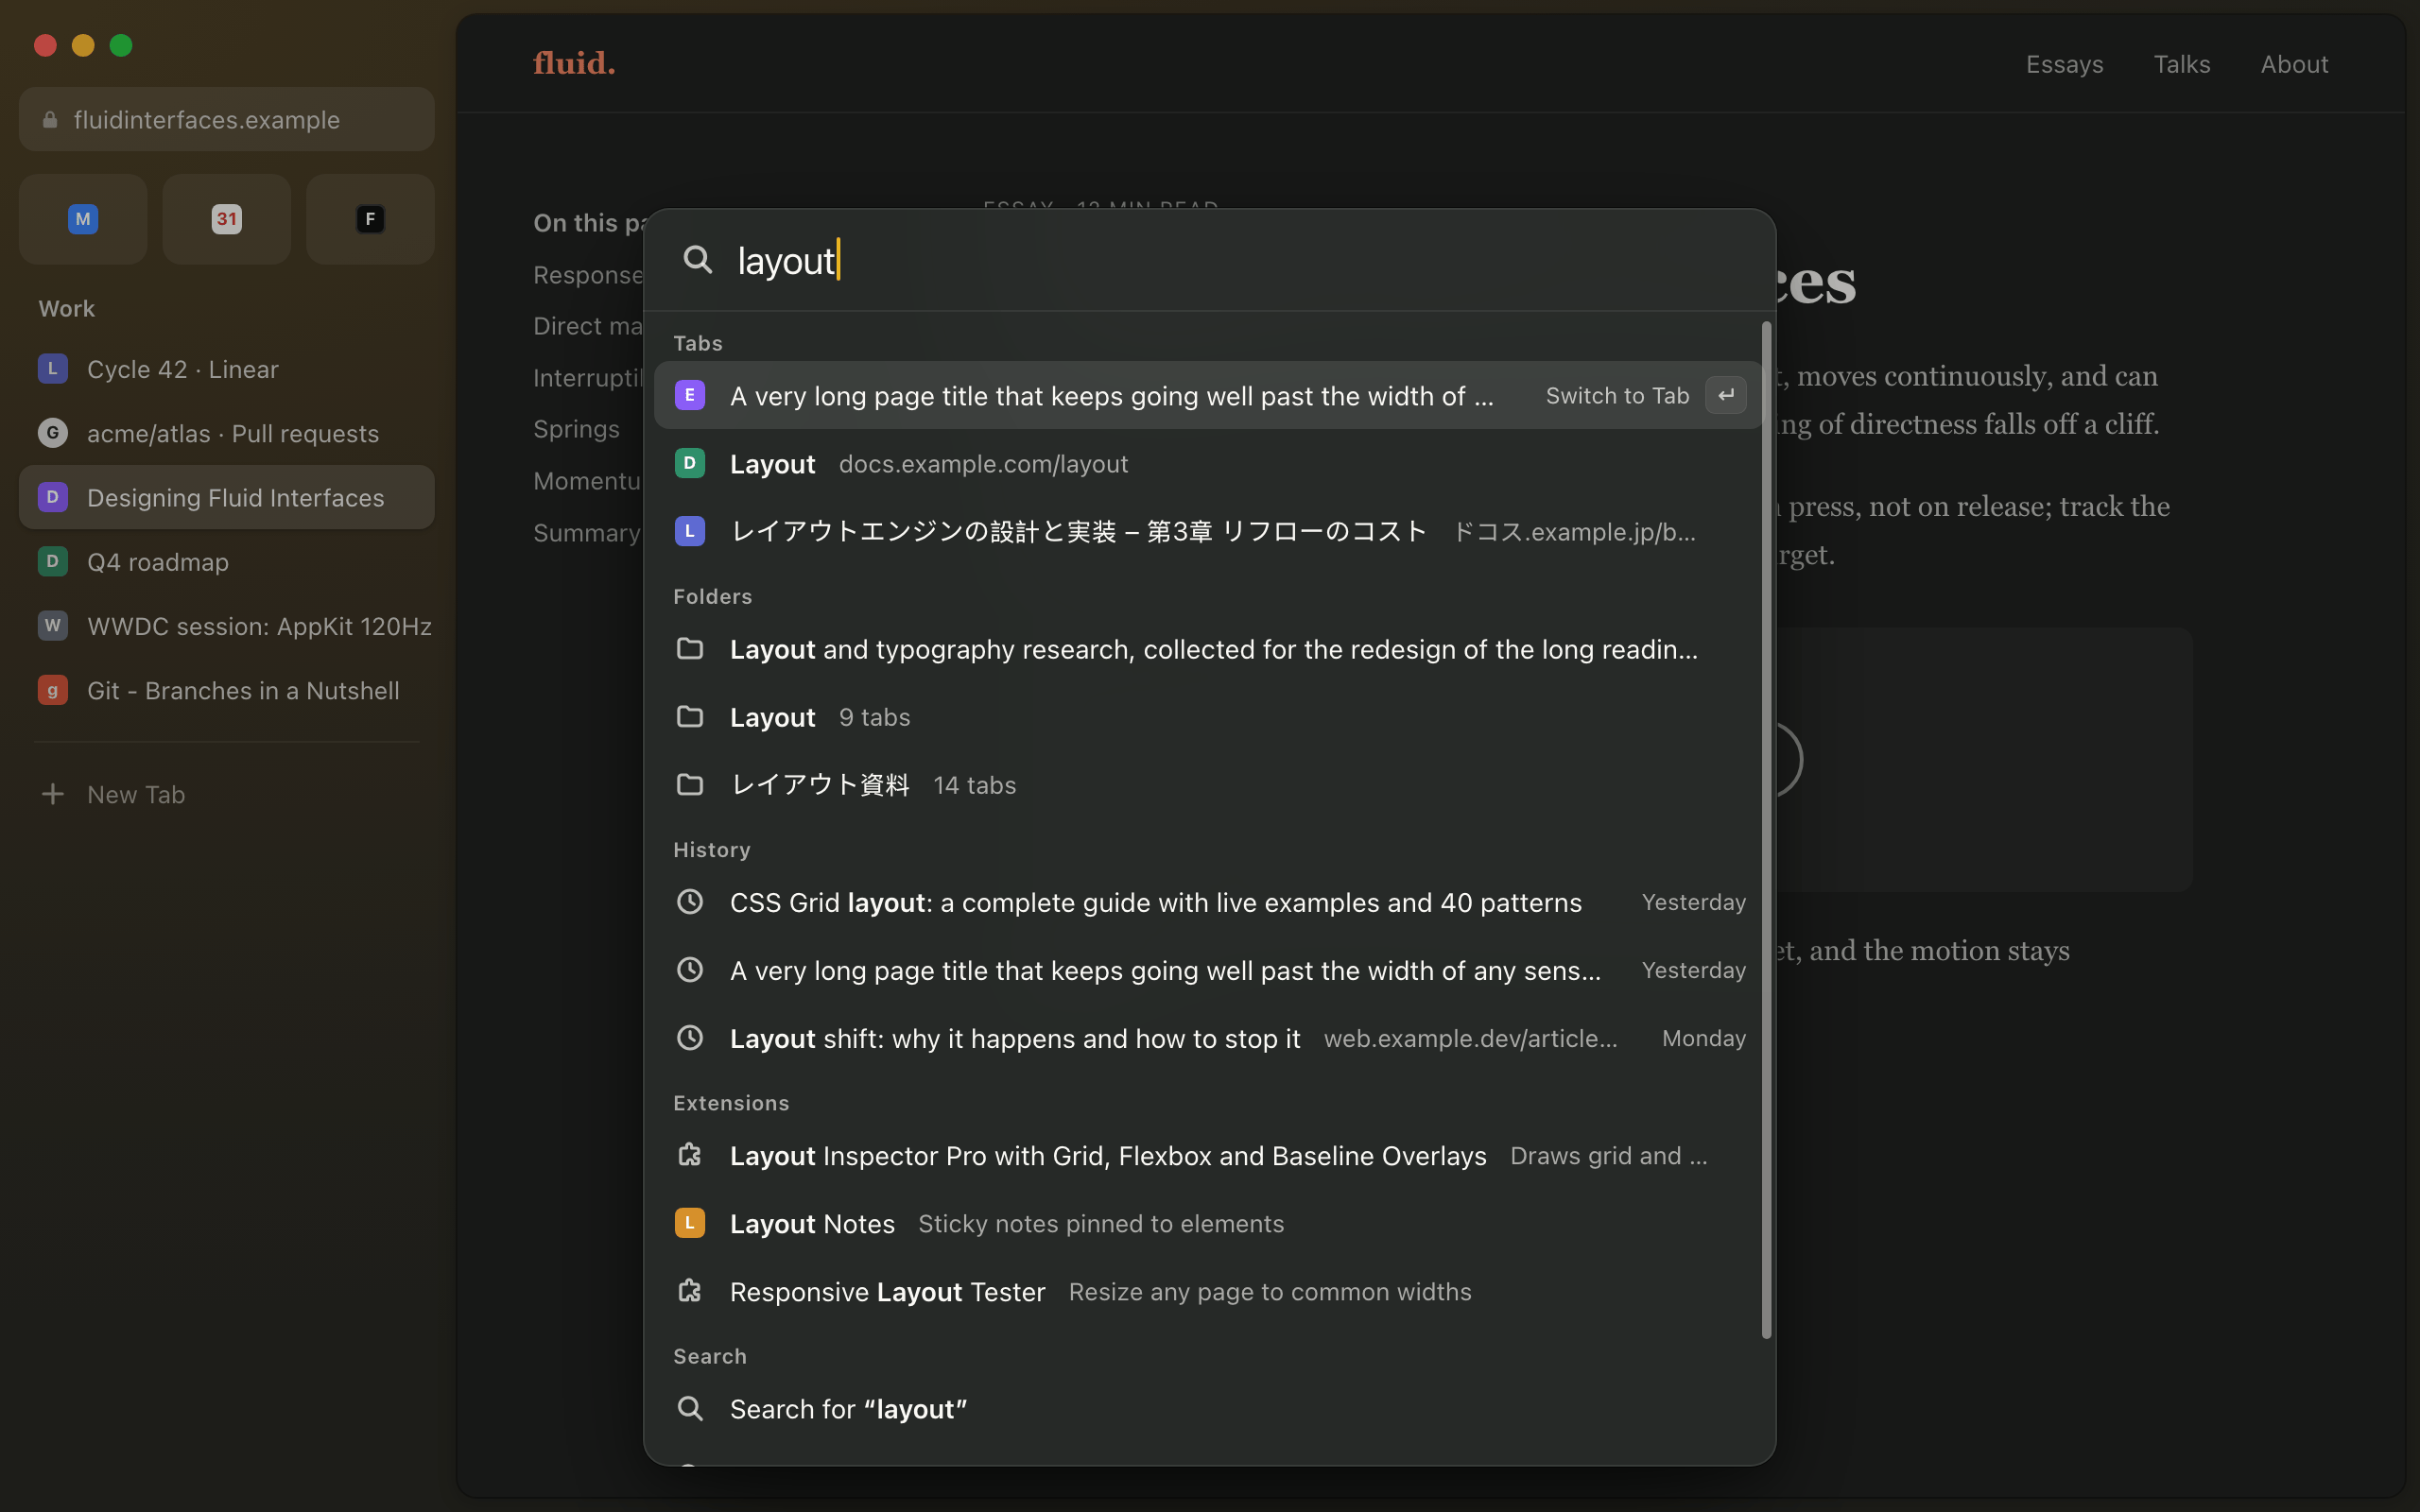 fluid.
Essays
Talks
About
fluidinterfaces.example
M
31
F
Work
L Cycle 42 · Linear
G acme/atlas · Pull requests
D Designing Fluid Interfaces
D Q4 roadmap
W WWDC session: AppKit 120Hz
g Git - Branches in a Nutshell
New Tab
ESSAY 12 MIN READ
On this pa
Response
Direct ma
Interruptil
Springs
Momentu
Summary
ces
t, moves continuously, and can
ing of directness falls off a cliff.
press, not on release; track the
rget.
et, and the motion stays
layout
Tabs
E A very long page title that keeps going well past the width of ... Switch to Tab
D Layout docs.example.com/layout
L レイアウトエンジンの設計と実装 – 第3章 リフローのコスト ドコス.example.jp/b...
Folders
Layout and typography research, collected for the redesign of the long readin...
Layout 9 tabs
レイアウト資料 14 tabs
History
CSS Grid layout: a complete guide with live examples and 40 patterns Yesterday
A very long page title that keeps going well past the width of any sens... Yesterday
Layout shift: why it happens and how to stop it web.example.dev/article... Monday
Extensions
Layout Inspector Pro with Grid, Flexbox and Baseline Overlays Draws grid and ...
L Layout Notes Sticky notes pinned to elements
Responsive Layout Tester Resize any page to common widths
Search
Search for “layout”